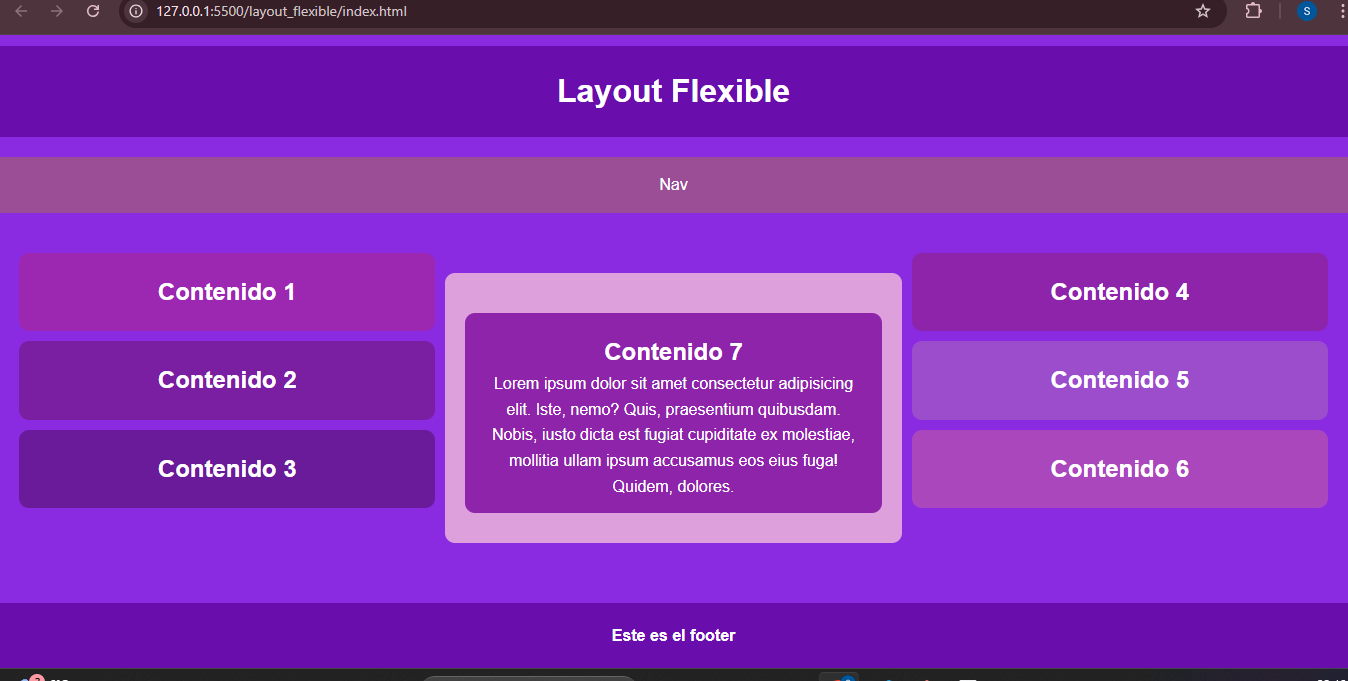 127.0.0.1:5500/layout_flexible/index.html
S
Layout Flexible
Nav
Contenido 1
Contenido 2
Contenido 3
Contenido 7
Lorem ipsum dolor sit amet consectetur adipisicing
elit. Iste, nemo? Quis, praesentium quibusdam.
Nobis, iusto dicta est fugiat cupiditate ex molestiae,
mollitia ullam ipsum accusamus eos eius fuga!
Quidem, dolores.
Contenido 4
Contenido 5
Contenido 6
Este es el footer